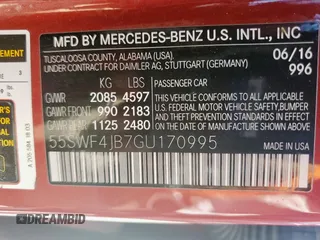 MFD BY MERCEDES-BENZ U.S. INTL., INC
TUSCALOOSA COUNTY, ALABAMA (USA).
UNDER CONTRACT FOR DAIMLER AG, STUTTGART (GERMANY)
06/16
996
KG LBS
PASSENGER CAR
GVWR 2085 4597
GAWR FRONT 990 2183
GAWR REAR 1125 2480
THIS VEHICLE CONFORMS TO ALL APPLICABLE
U.S. FEDERAL MOTOR VEHICLE SAFETY, BUMPER,
AND THEFT PREVENTION STANDARDS IN EFFECT ON
THE DATE OF MANUFACTURE SHOWN ABOVE.
55SWF4JB7GU170995
EMENT
3
DREAMBID